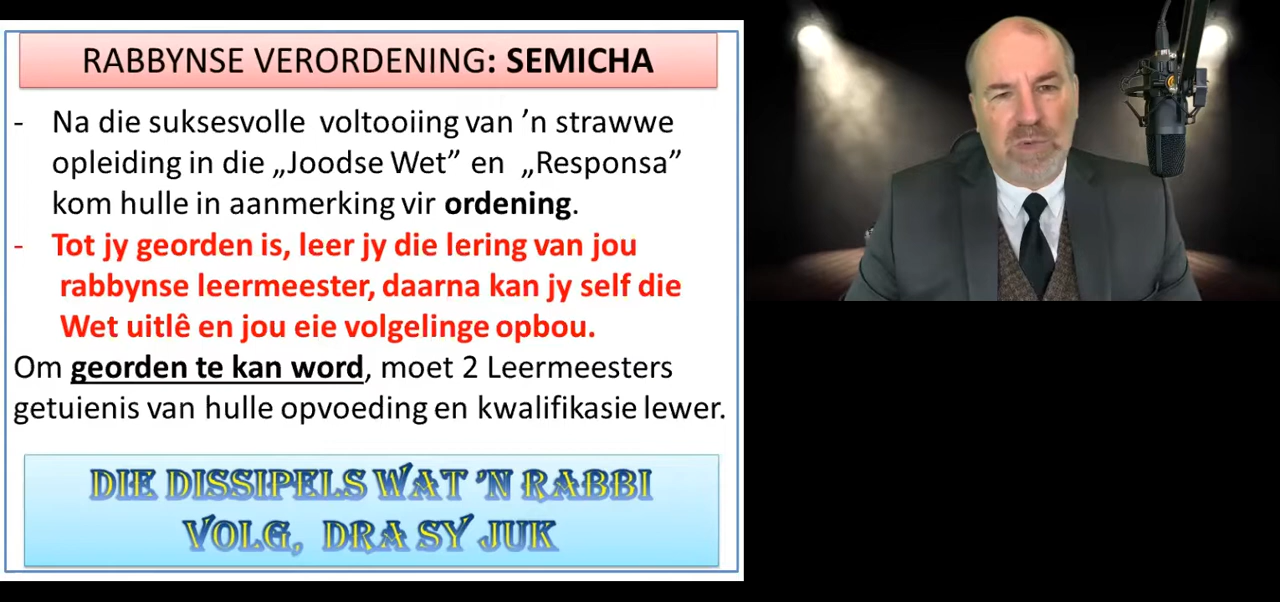 RABBYNSE VERORDENING: SEMICHA
- Na die suksesvolle voltooiing van ’n strawwe
opleiding in die „Joodse Wet” en „Responsa”
kom hulle in aanmerking vir ordening.
- Tot jy georden is, leer jy die lering van jou
rabbynse leermeester, daarna kan jy self die
Wet uitlê en jou eie volgelinge opbou.
Om georden te kan word, moet 2 Leermeesters
getuienis van hulle opvoeding en kwalifikasie lewer.
DIE DISSIPELS WAT ’N RABBI
VOLG, DRA SY JUK